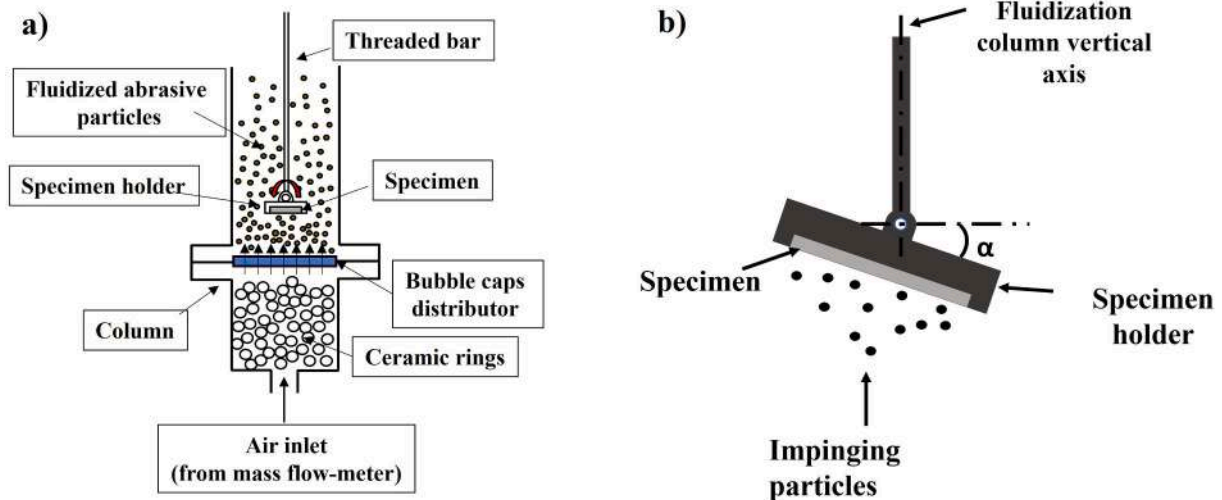 a)
Threaded bar
Fluidized abrasive
particles
Specimen holder
Specimen
Bubble caps
distributor
Column
Ceramic rings
Air inlet
(from mass flow-meter)
b)
Fluidization
column vertical
axis
α
Specimen
Specimen
holder
Impinging
particles